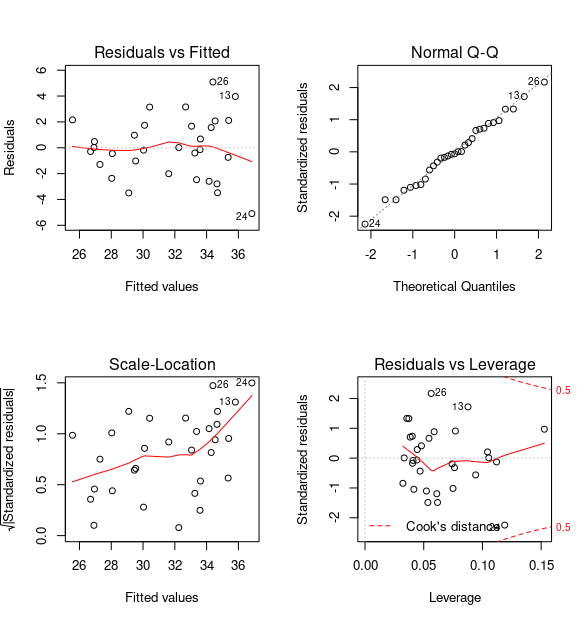 Residuals vs Fitted
Residuals
6
4
2
0
-2
-4
-6
26
13
24
26 28 30 32 34 36
Fitted values
Normal Q-Q
Standardized residuals
2
1
0
-1
-2
26
13
24
-2 -1 0 1 2
Theoretical Quantiles
Scale-Location
√|Standardized residuals|
1.5
1.0
0.5
0.0
26
24
13
26 28 30 32 34 36
Fitted values
Residuals vs Leverage
Standardized residuals
2
1
0
-1
-2
26
13
24
0.5
0.5
Cook's distance
0.00 0.05 0.10 0.15
Leverage